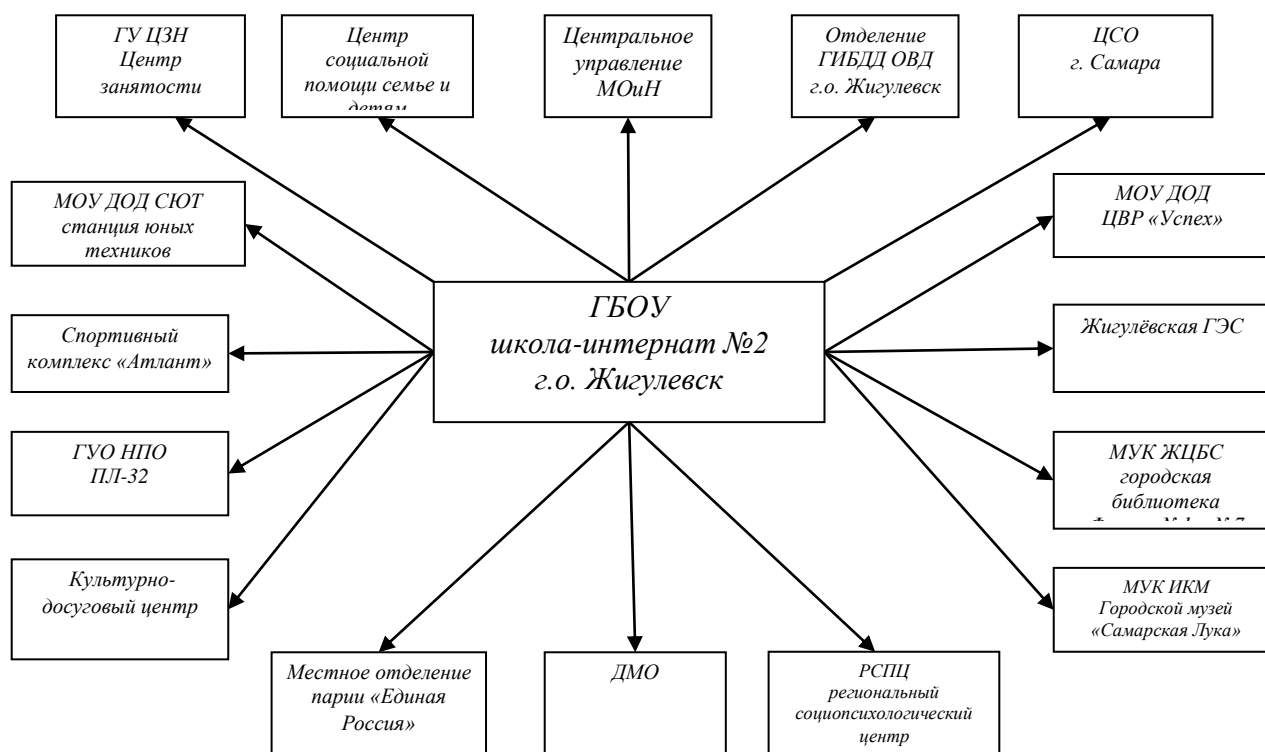 ГУ ЦЗН
Центр
занятости
Центр
социальной
помощи семье и
детям
Центральное
управление
МОиН
Отделение
ГИБДД ОВД
г.о. Жигулевск
ЦСО
г. Самара
МОУ ДОД СЮТ
станция юных
техников
МОУ ДОД
ЦВР «Успех»
ГБОУ
школа-интернат №2
г.о. Жигулевск
Спортивный
комплекс «Атлант»
Жигулёвская ГЭС
ГУО НПО
ПЛ-32
МУК ЖЦБС
городская
библиотека
Культурно-
досуговый центр
МУК ИКМ
Городской музей
«Самарская Лука»
Местное отделение
парии «Единая
Россия»
ДМО
РСПЦ
региональный
социопсихологический
центр